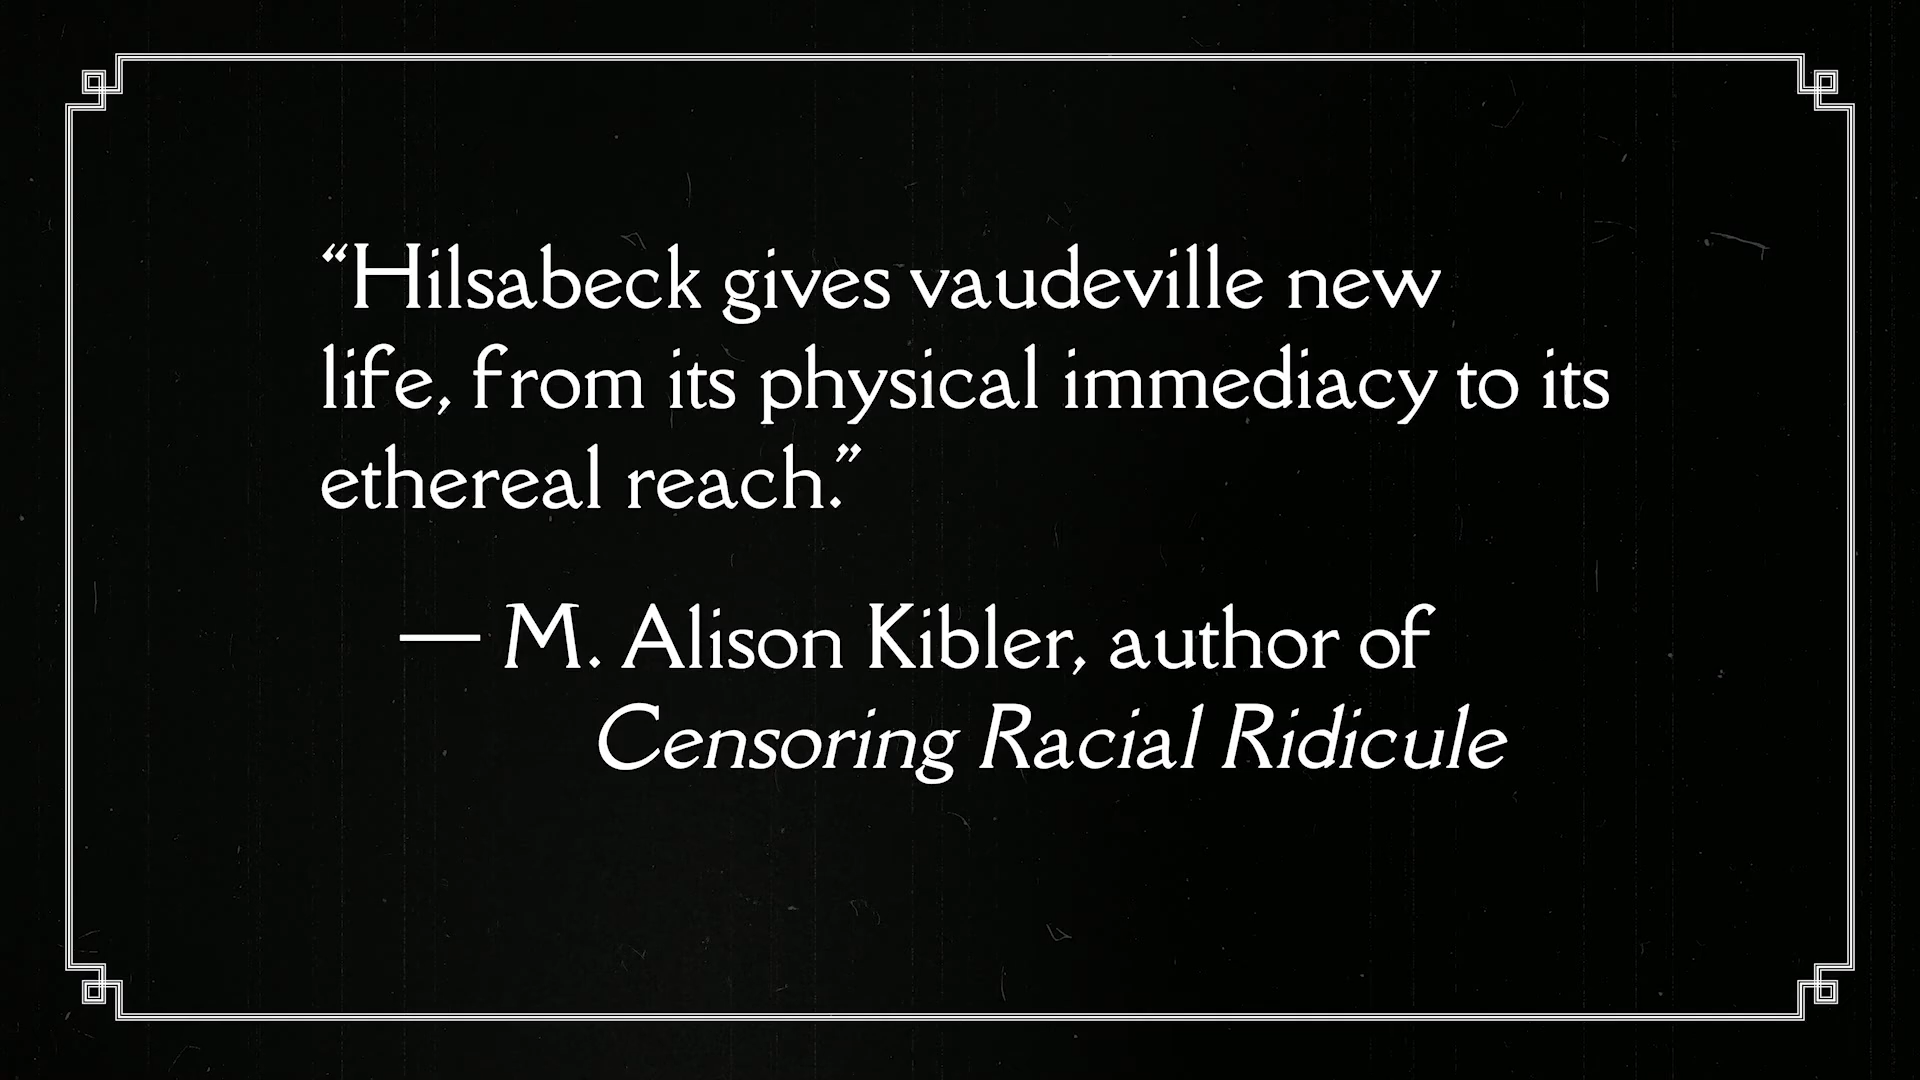 “Hilsabeck gives vaudeville new
life, from its physical immediacy to its
ethereal reach.”
— M. Alison Kibler, author of
Censoring Racial Ridicule